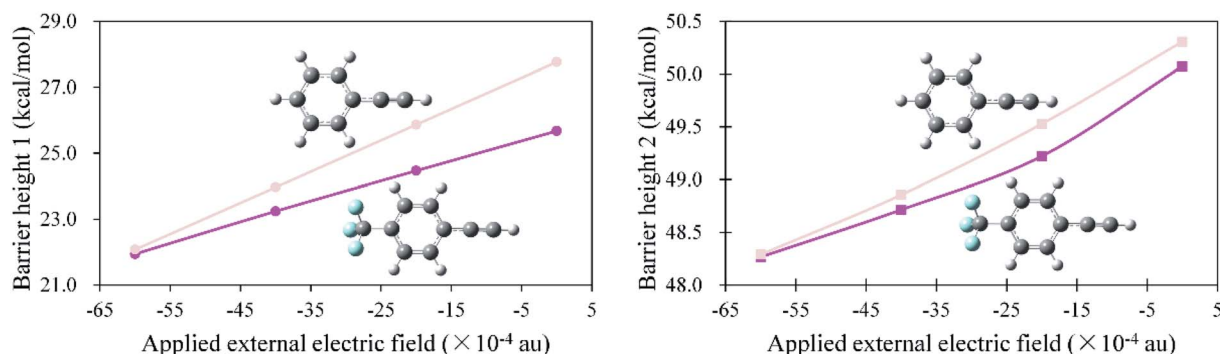 Barrier height 1 (kcal/mol)
29.0
27.0
25.0
23.0
21.0
-65 -55 -45 -35 -25 -15 -5 5
Applied external electric field (×10⁻⁴ au)
Barrier height 2 (kcal/mol)
50.5
50.0
49.5
49.0
48.5
48.0
-65 -55 -45 -35 -25 -15 -5 5
Applied external electric field (×10⁻⁴ au)